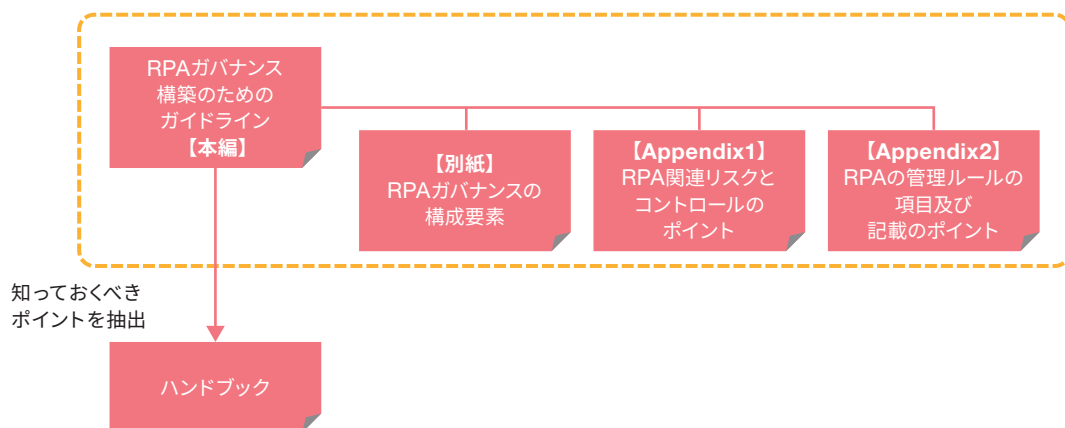 RPAガバナンス
構築のための
ガイドライン
【本編】
【別紙】
RPAガバナンスの
構成要素
【Appendix1】
RPA関連リスクと
コントロールの
ポイント
【Appendix2】
RPAの管理ルールの
項目及び
記載のポイント
知っておくべき
ポイントを抽出
ハンドブック